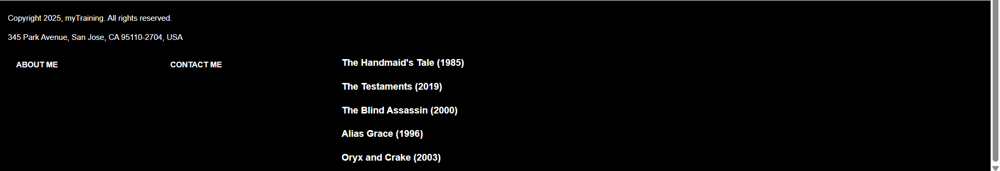 Copyright 2025, myTraining. All rights reserved.
345 Park Avenue, San Jose, CA 95110-2704, USA
ABOUT ME
CONTACT ME
The Handmaid's Tale (1985)
The Testaments (2019)
The Blind Assassin (2000)
Alias Grace (1996)
Oryx and Crake (2003)